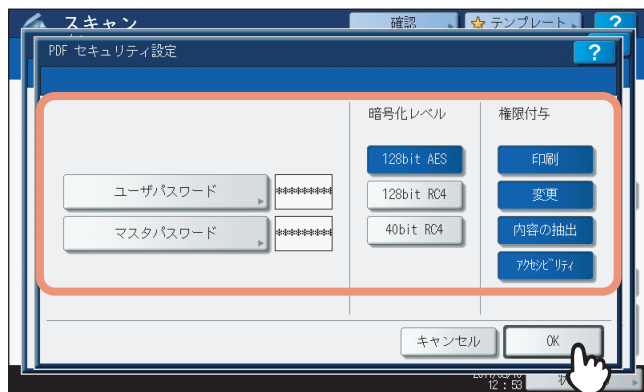 スキャン
確認
テンプレート
?
PDF セキュリティ設定
?
暗号化レベル
権限付与
128bit AES
印刷
ユーザパスワード
**********
128bit RC4
変更
マスタパスワード
**********
40bit RC4
内容の抽出
アクセシビリティ
キャンセル
OK
12 : 53